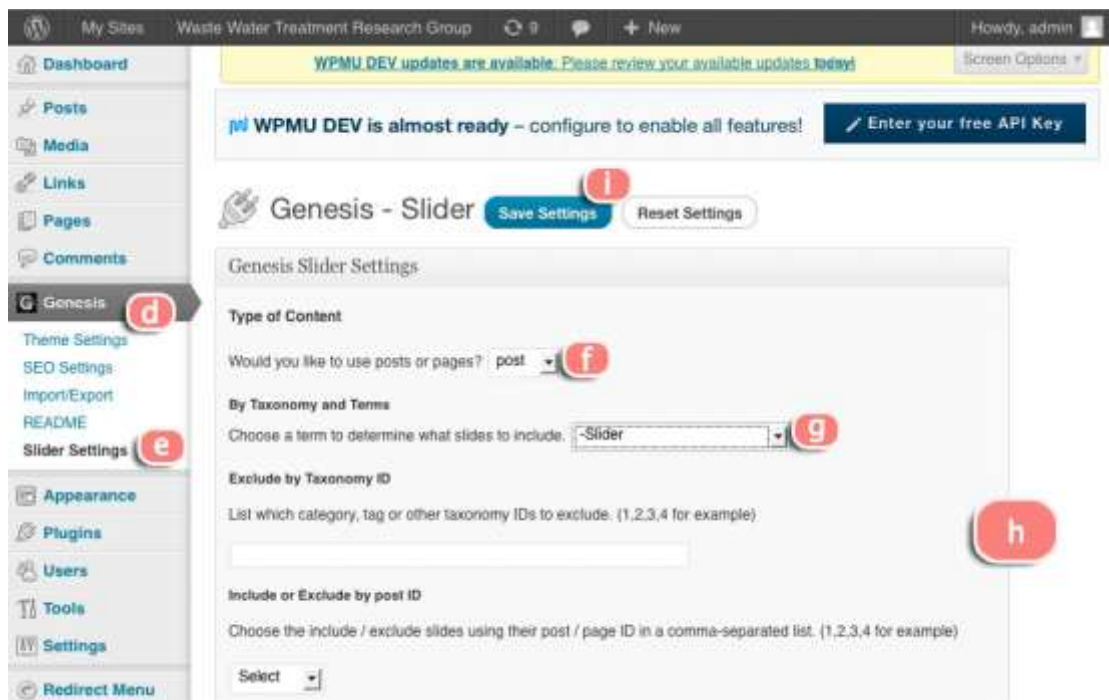 My Sites Waste Water Treatment Research Group 9 + New Howdy, admin
WPMU DEV updates are available. Please review your available updates today!
Screen Options
WPMU DEV is almost ready – configure to enable all features! Enter your free API Key
Dashboard
Posts
Media
Links
Pages
Comments
G Genesis d
Theme Settings
SEO Settings
Import/Export
README
Slider Settings e
Appearance
Plugins
Users
Tools
Settings
Redirect Menu
i
Genesis - Slider Save Settings Reset Settings
Genesis Slider Settings
Type of Content
Would you like to use posts or pages? post f
By Taxonomy and Terms
Choose a term to determine what slides to include. -Slider g
Exclude by Taxonomy ID
List which category, tag or other taxonomy IDs to exclude. (1,2,3,4 for example)
h
Include or Exclude by post ID
Choose the include / exclude slides using their post / page ID in a comma-separated list. (1,2,3,4 for example)
Select